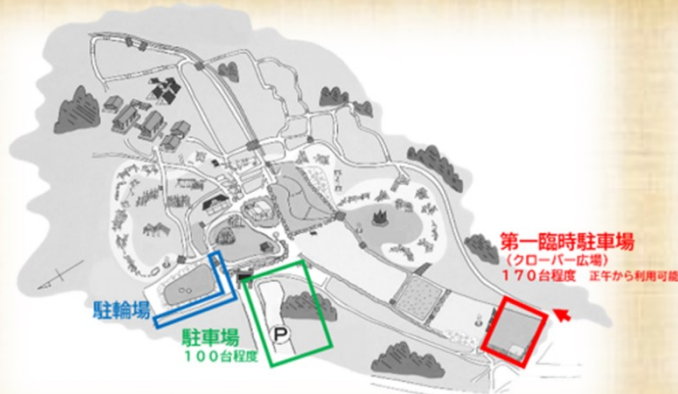 第一臨時駐車場
（クローバー広場）
１７０台程度　正午から利用可能
駐輪場
駐車場
１００台程度
P